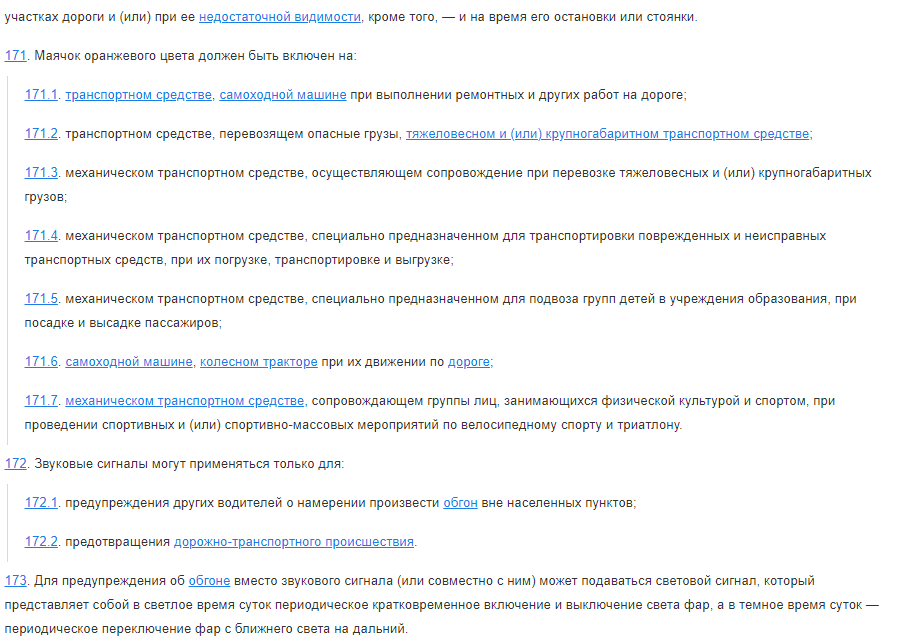 участках дороги и (или) при ее недостаточной видимости, кроме того, — и на время его остановки или стоянки.
171. Маячок оранжевого цвета должен быть включен на:
171.1. транспортном средстве, самоходной машине при выполнении ремонтных и других работ на дороге;
171.2. транспортном средстве, перевозящем опасные грузы, тяжеловесном и (или) крупногабаритном транспортном средстве;
171.3. механическом транспортном средстве, осуществляющем сопровождение при перевозке тяжеловесных и (или) крупногабаритных
грузов;
171.4. механическом транспортном средстве, специально предназначенном для транспортировки поврежденных и неисправных
транспортных средств, при их погрузке, транспортировке и выгрузке;
171.5. механическом транспортном средстве, специально предназначенном для подвоза групп детей в учреждения образования, при
посадке и высадке пассажиров;
171.6. самоходной машине, колесном тракторе при их движении по дороге;
171.7. механическом транспортном средстве, сопровождающем группы лиц, занимающихся физической культурой и спортом, при
проведении спортивных и (или) спортивно-массовых мероприятий по велосипедному спорту и триатлону.
172. Звуковые сигналы могут применяться только для:
172.1. предупреждения других водителей о намерении произвести обгон вне населенных пунктов;
172.2. предотвращения дорожно-транспортного происшествия.
173. Для предупреждения об обгоне вместо звукового сигнала (или совместно с ним) может подаваться световой сигнал, который
представляет собой в светлое время суток периодическое кратковременное включение и выключение света фар, а в темное время суток —
периодическое переключение фар с ближнего света на дальний.